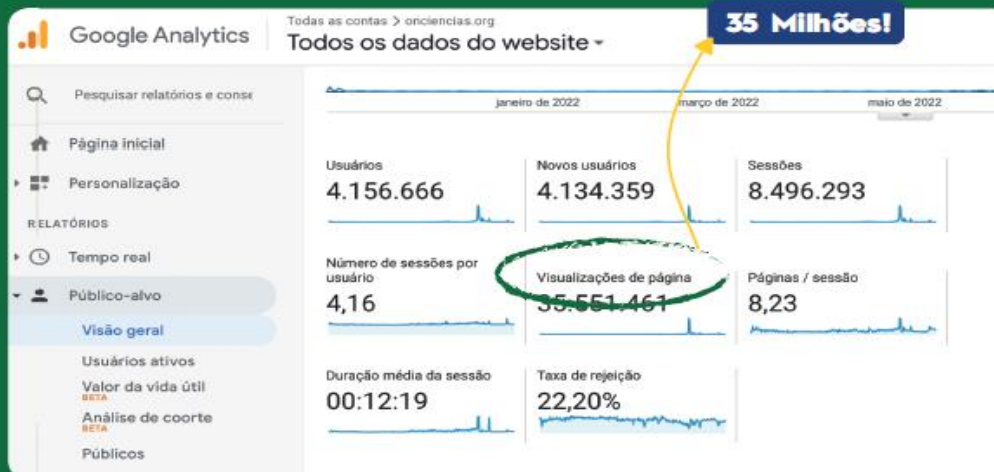 35 Milhões!
Google Analytics
Todas as contas > onciencias.org
Todos os dados do website
Pesquisar relatórios e conse
janeiro de 2022
março de 2022
maio de 2022
Página inicial
Personalização
RELATÓRIOS
Tempo real
Público-alvo
Visão geral
Usuários ativos
Valor da vida útil
BETA
Análise de coorte
BETA
Públicos
Usuários
4.156.666
Novos usuários
4.134.359
Sessões
8.496.293
Número de sessões por
usuário
4,16
Visualizações de página
35.551.461
Páginas / sessão
8,23
Duração média da sessão
00:12:19
Taxa de rejeição
22,20%